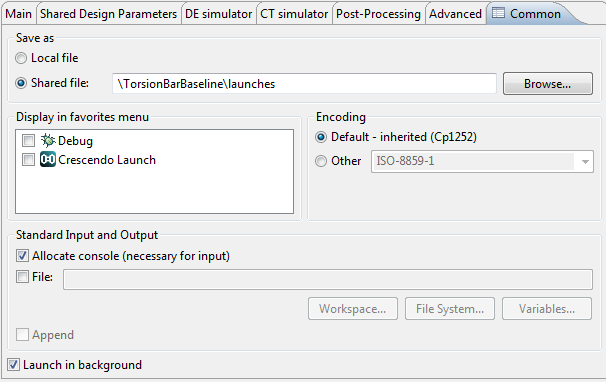 Main Shared Design Parameters DE simulator CT simulator Post-Processing Advanced Common
Save as
Local file
Shared file: \TorsionBarBaseline\launches Browse...
Display in favorites menu
Debug
Crescendo Launch
Encoding
Default - inherited (Cp1252)
Other ISO-8859-1
Standard Input and Output
Allocate console (necessary for input)
File:
Workspace... File System... Variables...
Append
Launch in background